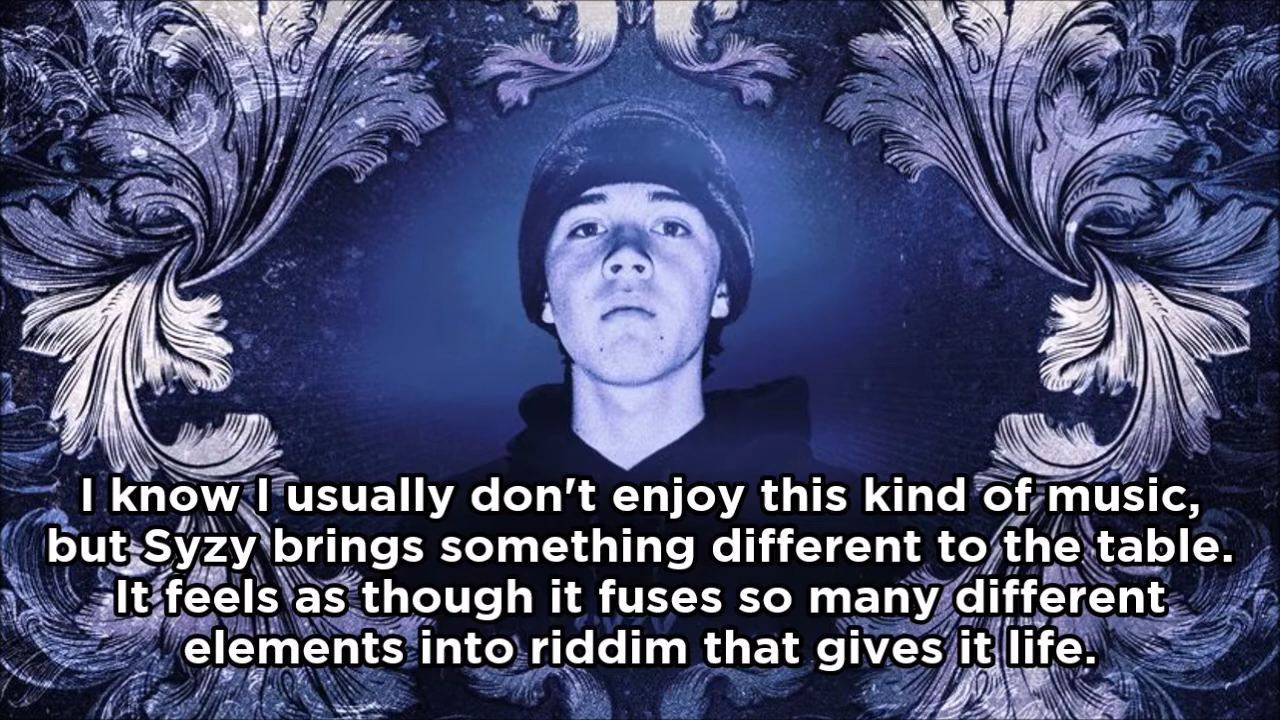 I know I usually don't enjoy this kind of music,
but Syzy brings something different to the table.
It feels as though it fuses so many different
elements into riddim that gives it life.